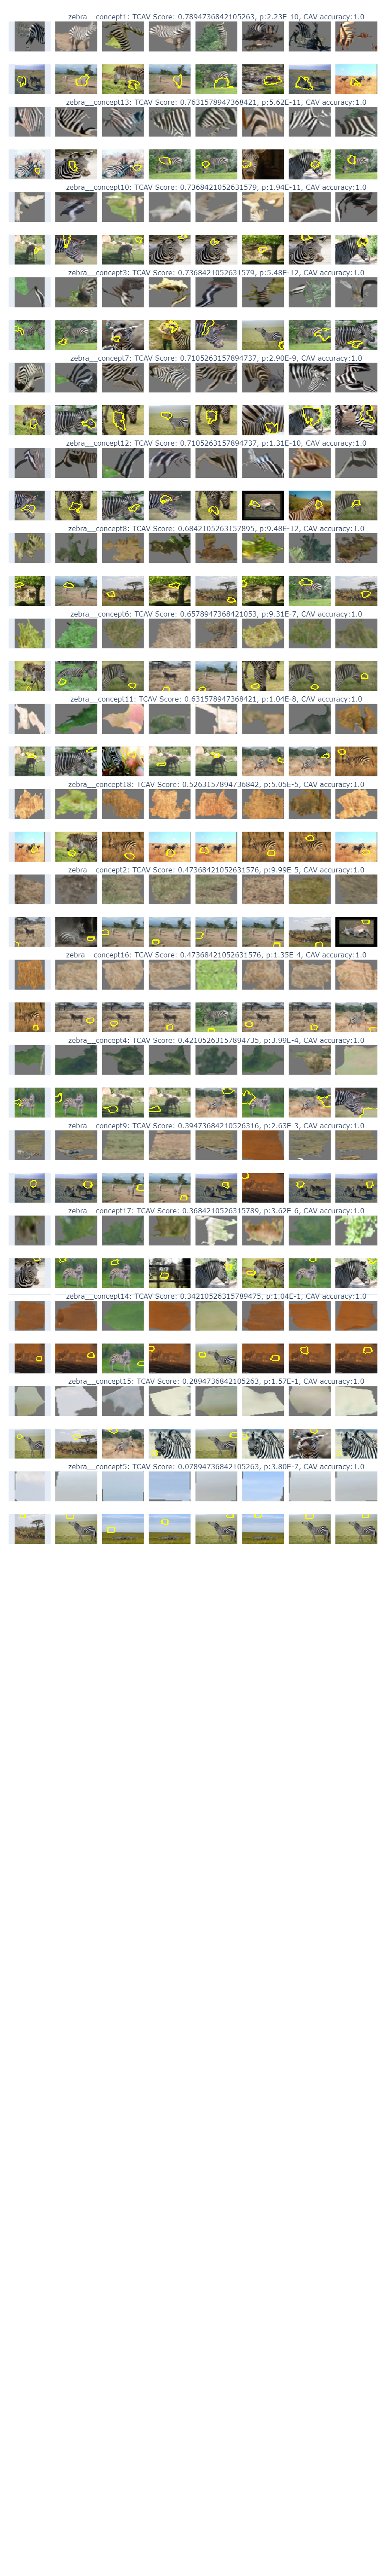 zebra__concept1: TCAV Score: 0.7894736842105263, p:2.23E-10, CAV accuracy:1.0
zebra__concept13: TCAV Score: 0.7631578947368421, p:5.62E-11, CAV accuracy:1.0
zebra__concept10: TCAV Score: 0.7368421052631579, p:1.94E-11, CAV accuracy:1.0
zebra__concept3: TCAV Score: 0.7368421052631579, p:5.48E-12, CAV accuracy:1.0
zebra__concept7: TCAV Score: 0.7105263157894737, p:2.90E-9, CAV accuracy:1.0
zebra__concept12: TCAV Score: 0.7105263157894737, p:1.31E-10, CAV accuracy:1.0
zebra__concept8: TCAV Score: 0.6842105263157895, p:9.48E-12, CAV accuracy:1.0
zebra__concept6: TCAV Score: 0.6578947368421053, p:9.31E-7, CAV accuracy:1.0
zebra__concept11: TCAV Score: 0.631578947368421, p:1.04E-8, CAV accuracy:1.0
zebra__concept18: TCAV Score: 0.5263157894736842, p:5.05E-5, CAV accuracy:1.0
zebra__concept2: TCAV Score: 0.47368421052631576, p:9.99E-5, CAV accuracy:1.0
zebra__concept16: TCAV Score: 0.47368421052631576, p:1.35E-4, CAV accuracy:1.0
zebra__concept4: TCAV Score: 0.42105263157894735, p:3.99E-4, CAV accuracy:1.0
zebra__concept9: TCAV Score: 0.39473684210526316, p:2.63E-3, CAV accuracy:1.0
zebra__concept17: TCAV Score: 0.3684210526315789, p:3.62E-6, CAV accuracy:1.0
zebra__concept14: TCAV Score: 0.34210526315789475, p:1.04E-1, CAV accuracy:1.0
zebra__concept15: TCAV Score: 0.2894736842105263, p:1.57E-1, CAV accuracy:1.0
zebra__concept5: TCAV Score: 0.07894736842105263, p:3.80E-7, CAV accuracy:1.0